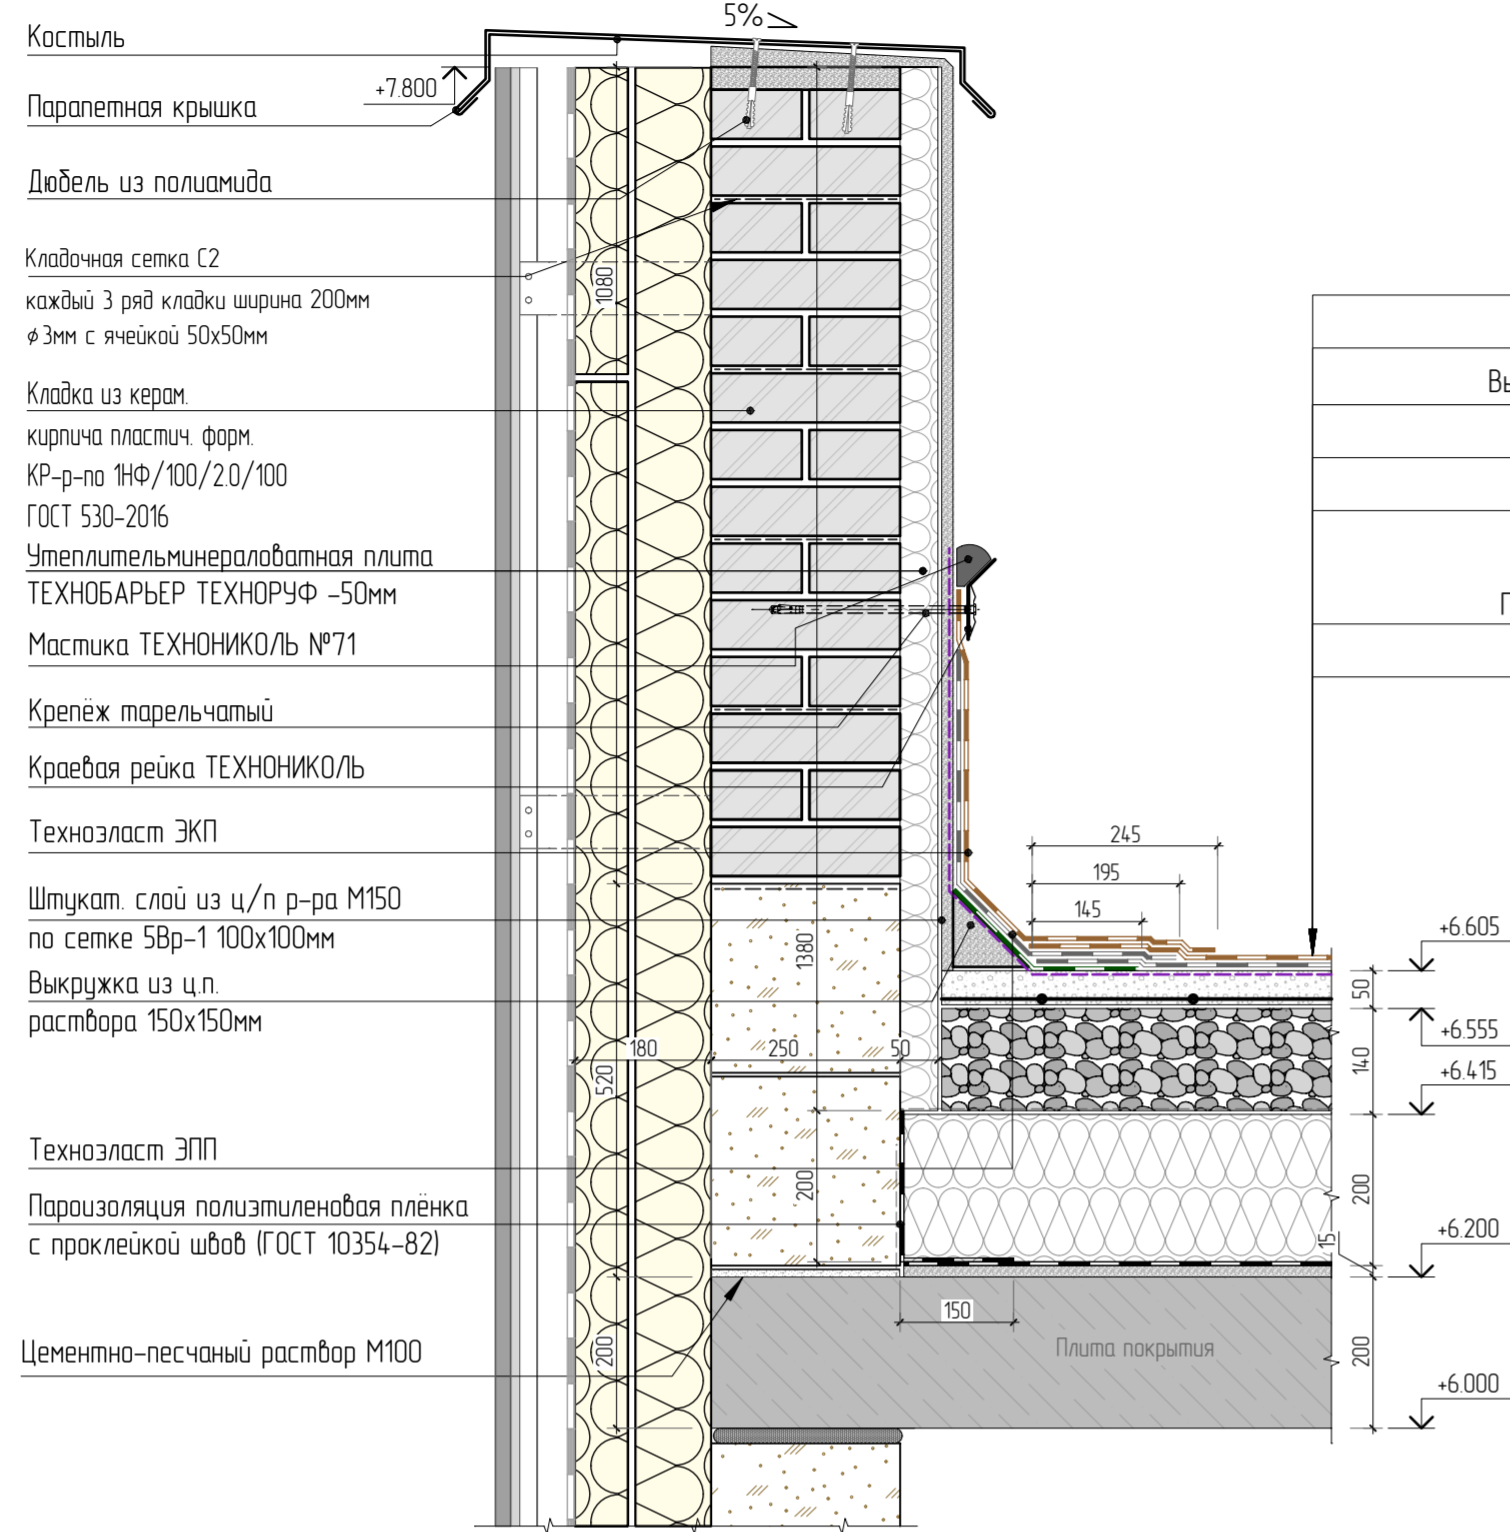 5%
Костыль
+7.800
Парапетная крышка
Дюбель из полиамида
Кладочная сетка С2
каждый 3 ряд кладки ширина 200мм
ϕ3мм с ячейкой 50х50мм
1080
Кладка из керам.
кирпича пластич. форм.
КР-р-по 1НФ/100/2.0/100
ГОСТ 530-2016
Утеплительминераловатная плита
ТЕХНОБАРЬЕР ТЕХНОРУФ -50мм
Мастика ТЕХНОНИКОЛЬ №71
Крепёж тарельчатый
Краевая рейка ТЕХНОНИКОЛЬ
Техноэласт ЭКП
Штукат. слой из ц/п р-ра М150
по сетке 5Вр-1 100х100мм
Выкружка из ц.п.
раствора 150х150мм
Техноэласт ЭПП
Пароизоляция полиэтиленовая плёнка
с проклейкой швов (ГОСТ 10354-82)
Цементно-песчаный раствор М100
Вы
П
245
195
145
1380
180
250
50
520
200
200
150
Плита покрытия
50
140
200
15
200
+6.605
+6.555
+6.415
+6.200
+6.000